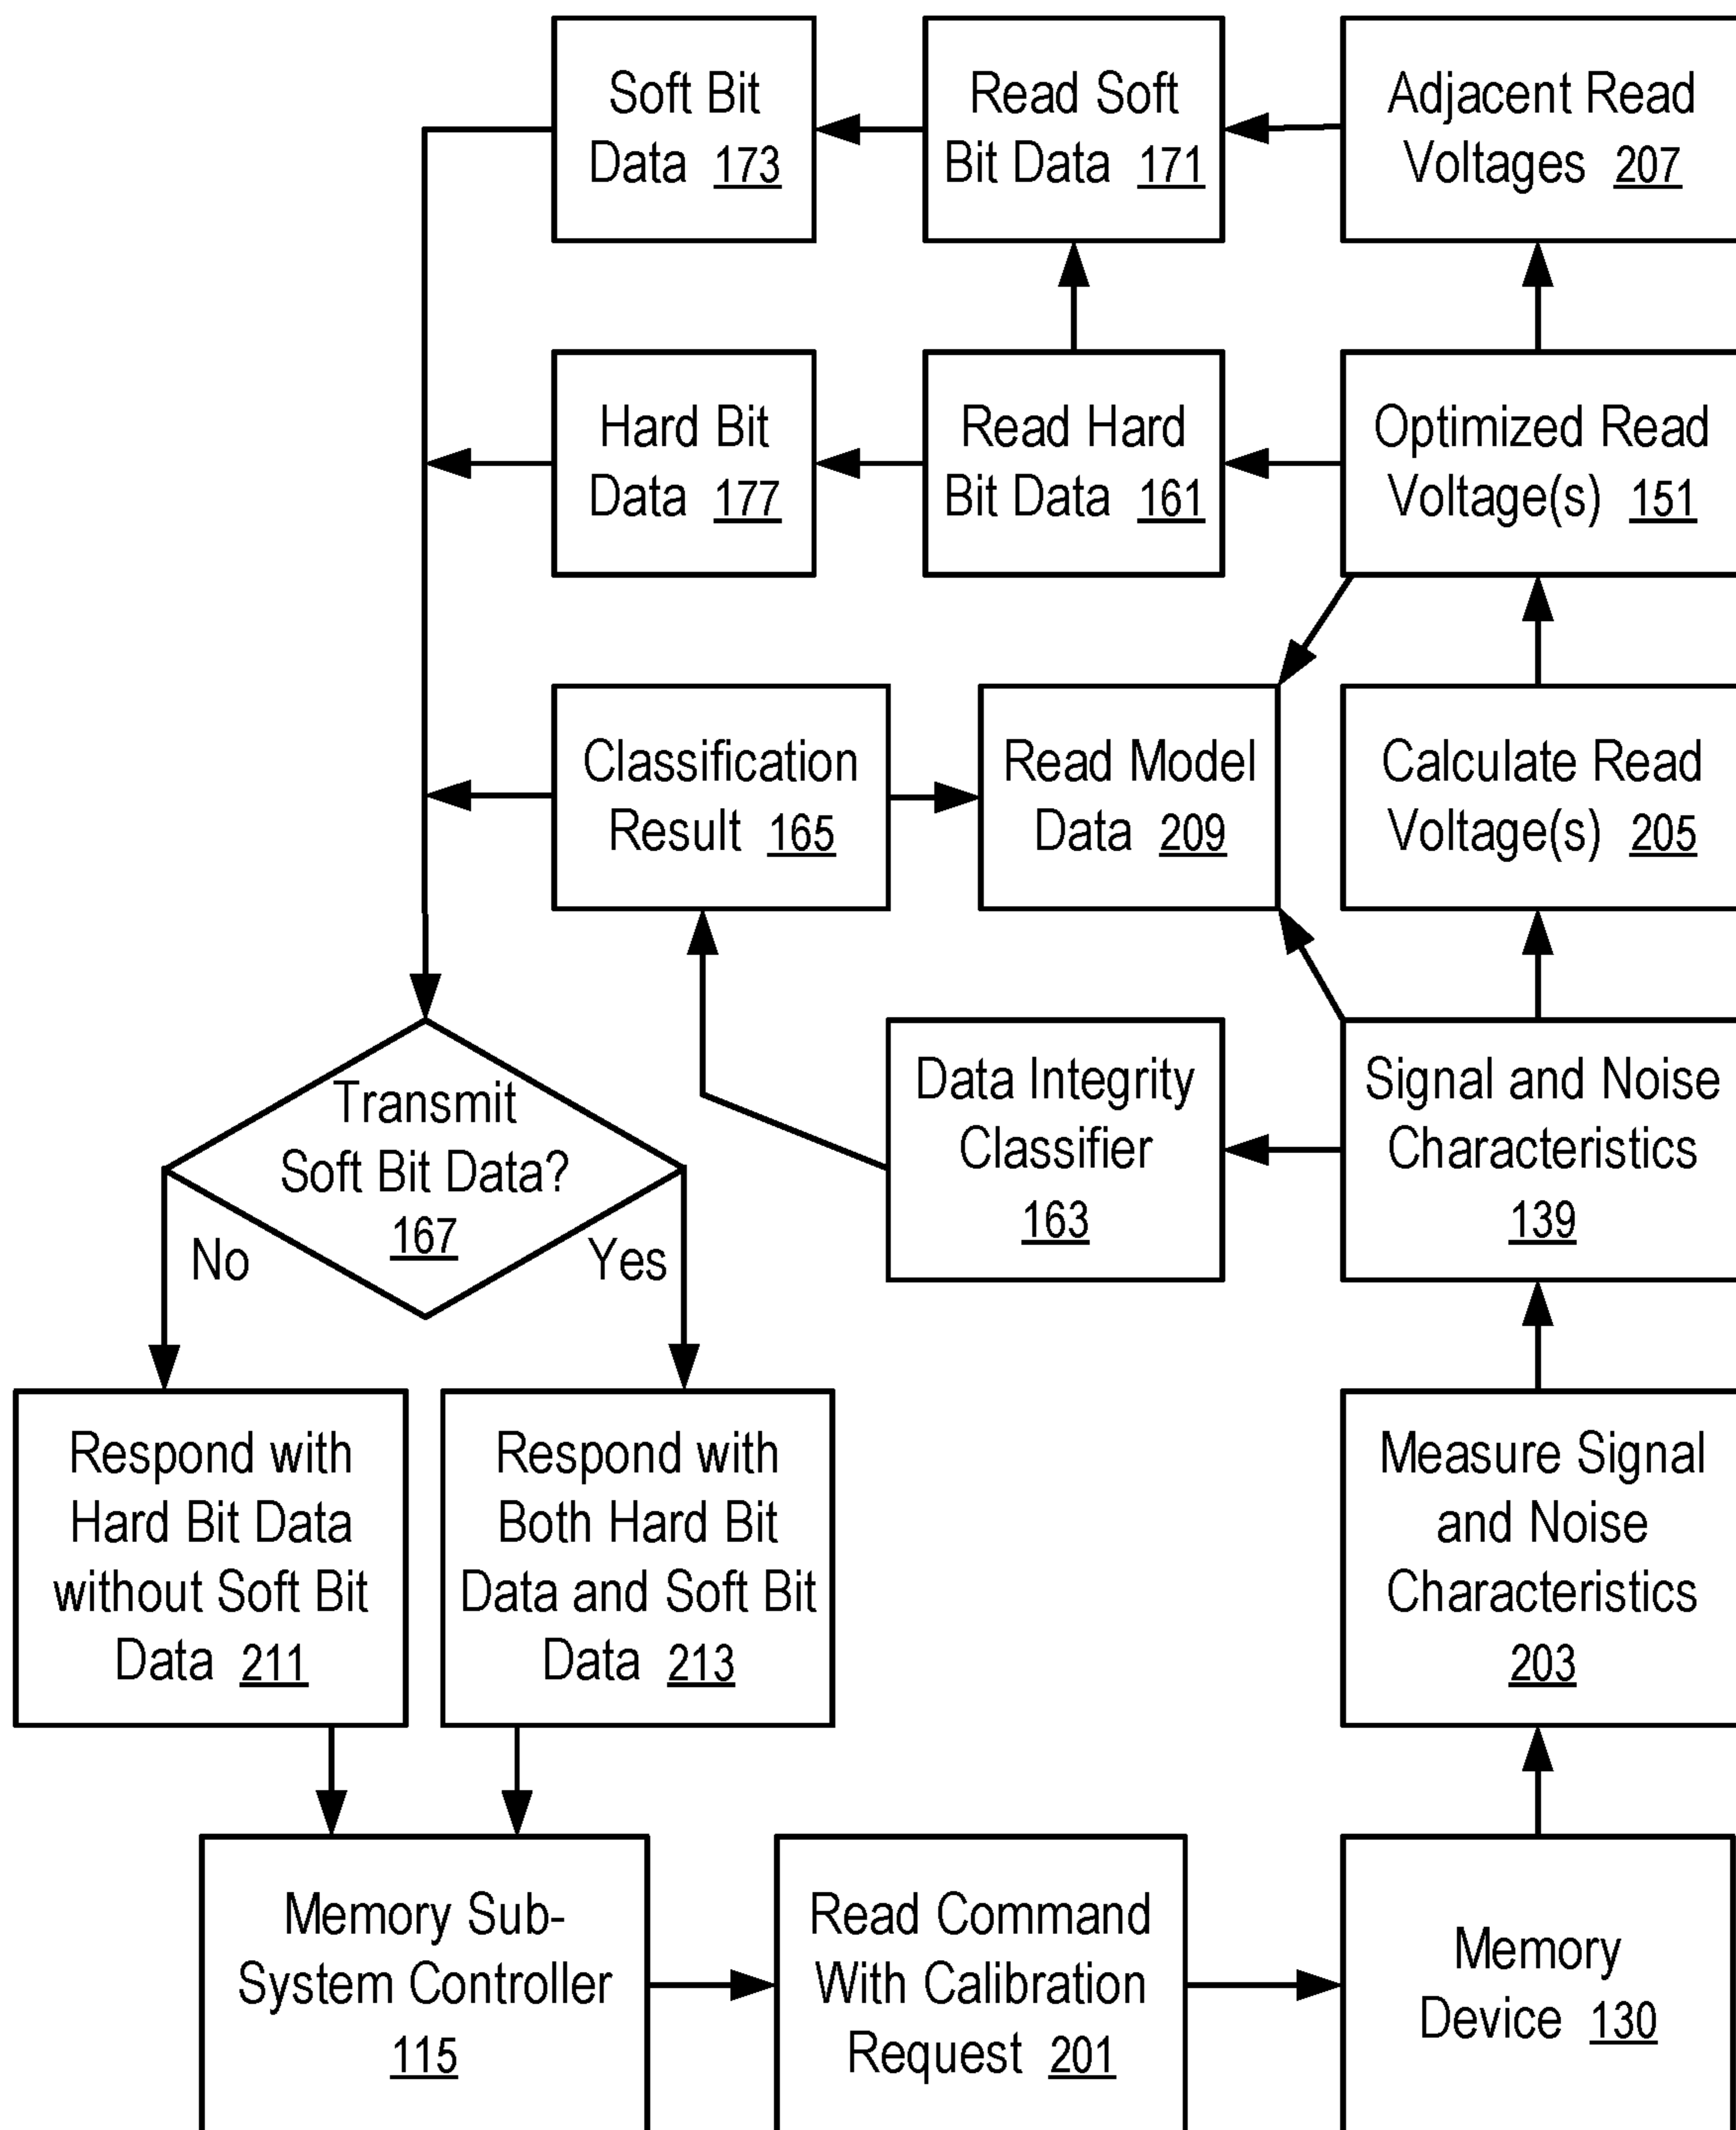 Soft Bit
Data 173
Read Soft
Bit Data 171
Adjacent Read
Voltages 207
Hard Bit
Data 177
Read Hard
Bit Data 161
Optimized Read
Voltage(s) 151
Classification
Result 165
Read Model
Data 209
Calculate Read
Voltage(s) 205
Transmit
Soft Bit Data?
167
No
Yes
Data Integrity
Classifier
163
Signal and Noise
Characteristics
139
Respond with
Hard Bit Data
without Soft Bit
Data 211
Respond with
Both Hard Bit
Data and Soft Bit
Data 213
Measure Signal
and Noise
Characteristics
203
Memory Sub-
System Controller
115
Read Command
With Calibration
Request 201
Memory
Device 130